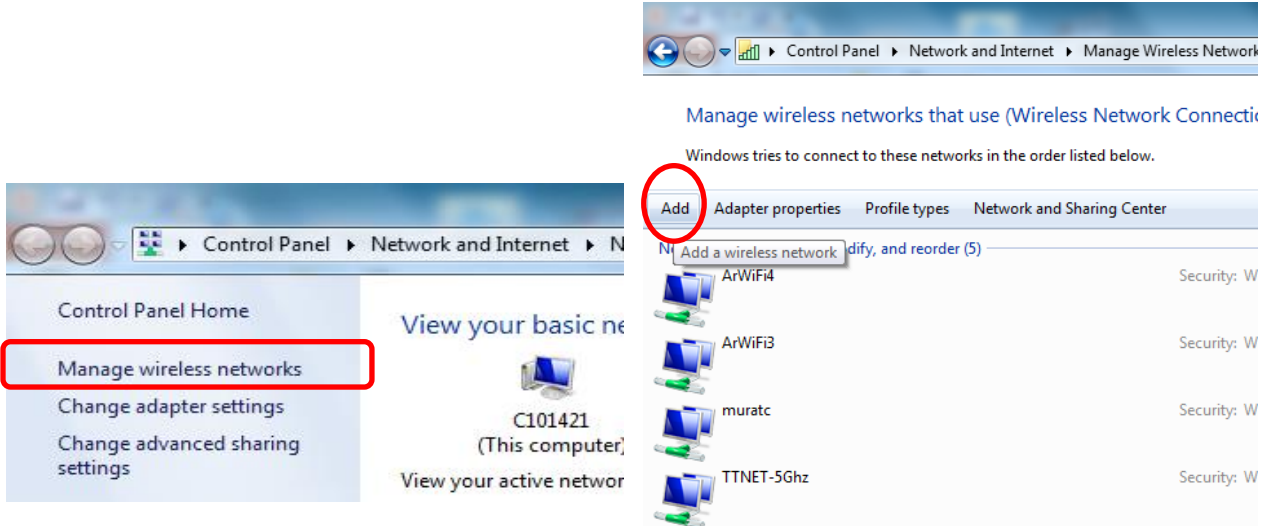 Control Panel Network and Internet N
Control Panel Home
Manage wireless networks
Change adapter settings
Change advanced sharing
settings
View your basic ne
C101421
(This computer)
View your active networ
Control Panel Network and Internet Manage Wireless Network
Manage wireless networks that use (Wireless Network Connectio
Windows tries to connect to these networks in the order listed below.
Add Adapter properties Profile types Network and Sharing Center
Add a wireless network dify, and reorder (5)
ArWiFi4 Security: W
ArWiFi3 Security: W
muratc Security: W
TTNET-5Ghz Security: W